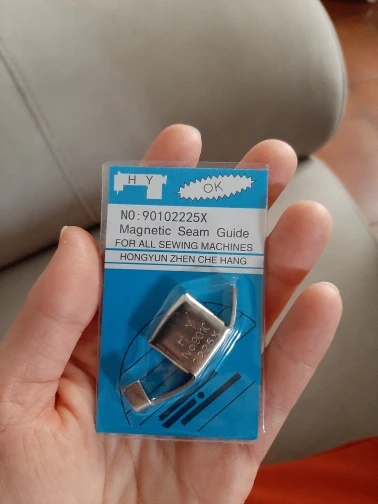 H Y
OK
NO:90102225X
Magnetic Seam Guide
FOR ALL SEWING MACHINES
HONGYUN ZHEN CHE HANG
H Y